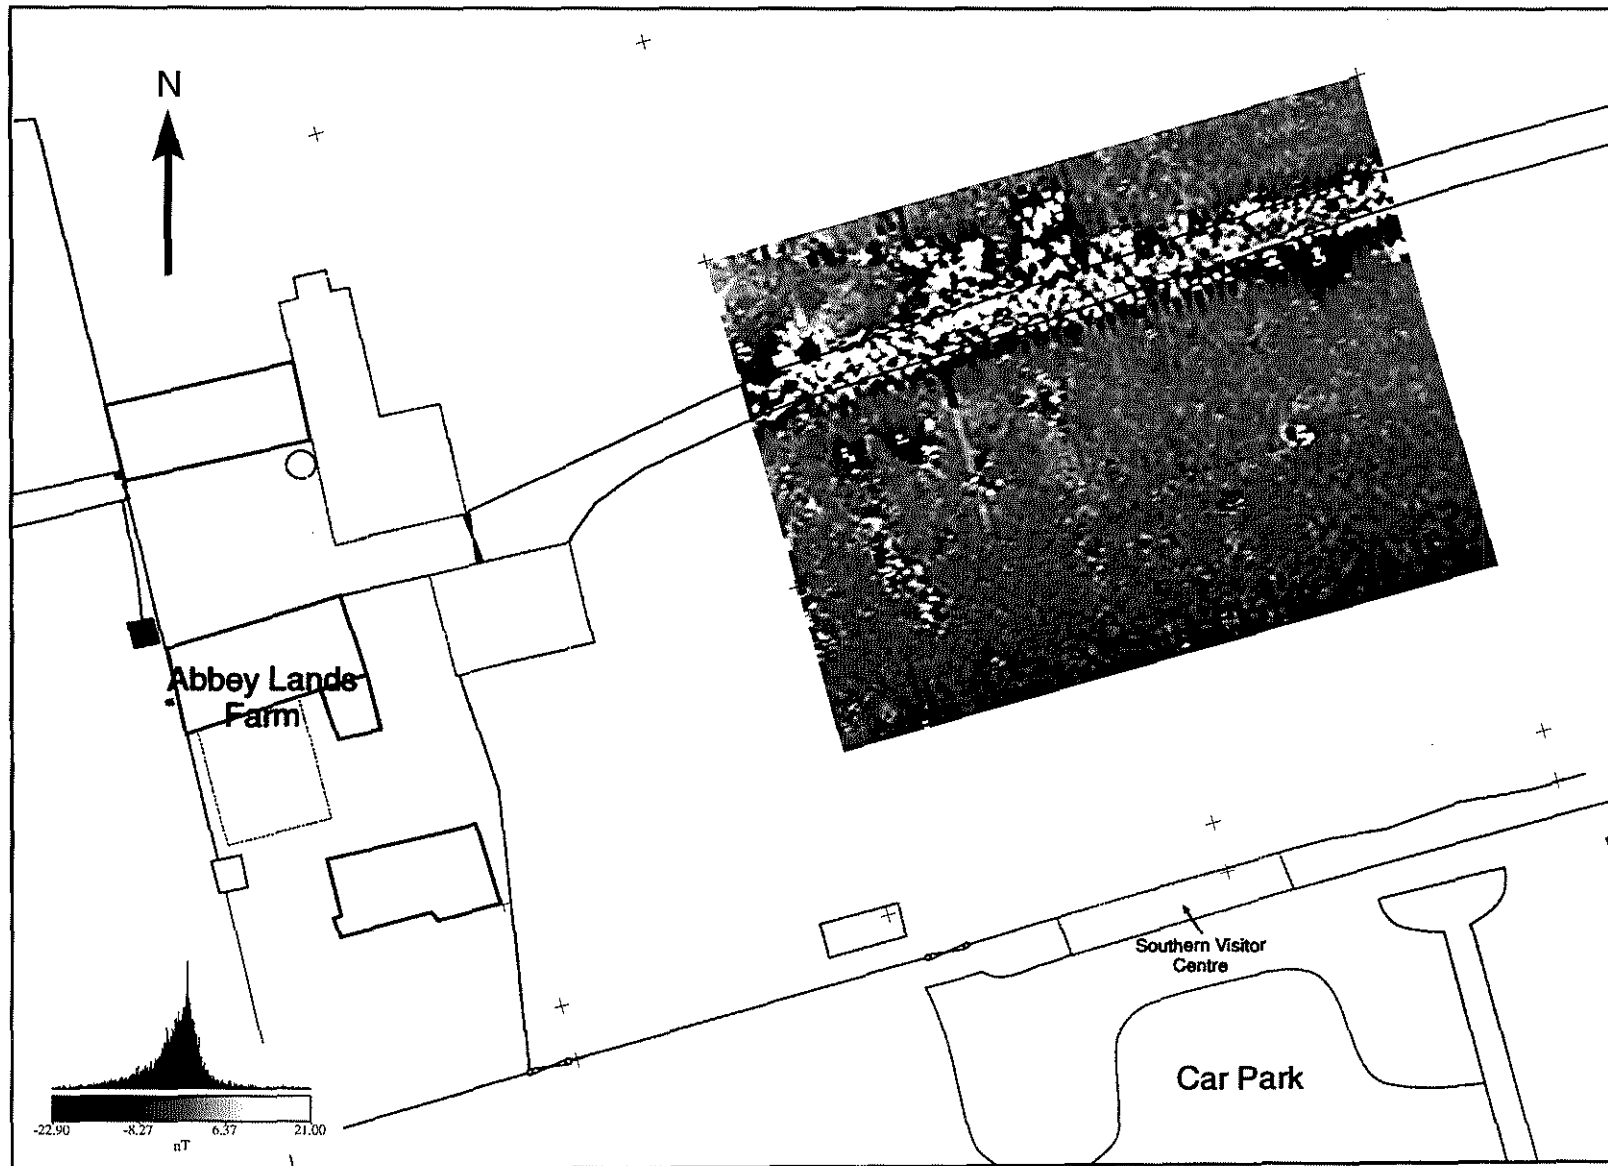 N
Abbey Lands
Farm
Southern Visitor
Centre
Car Park
-22.90 -8.27 6.37 21.00
nT